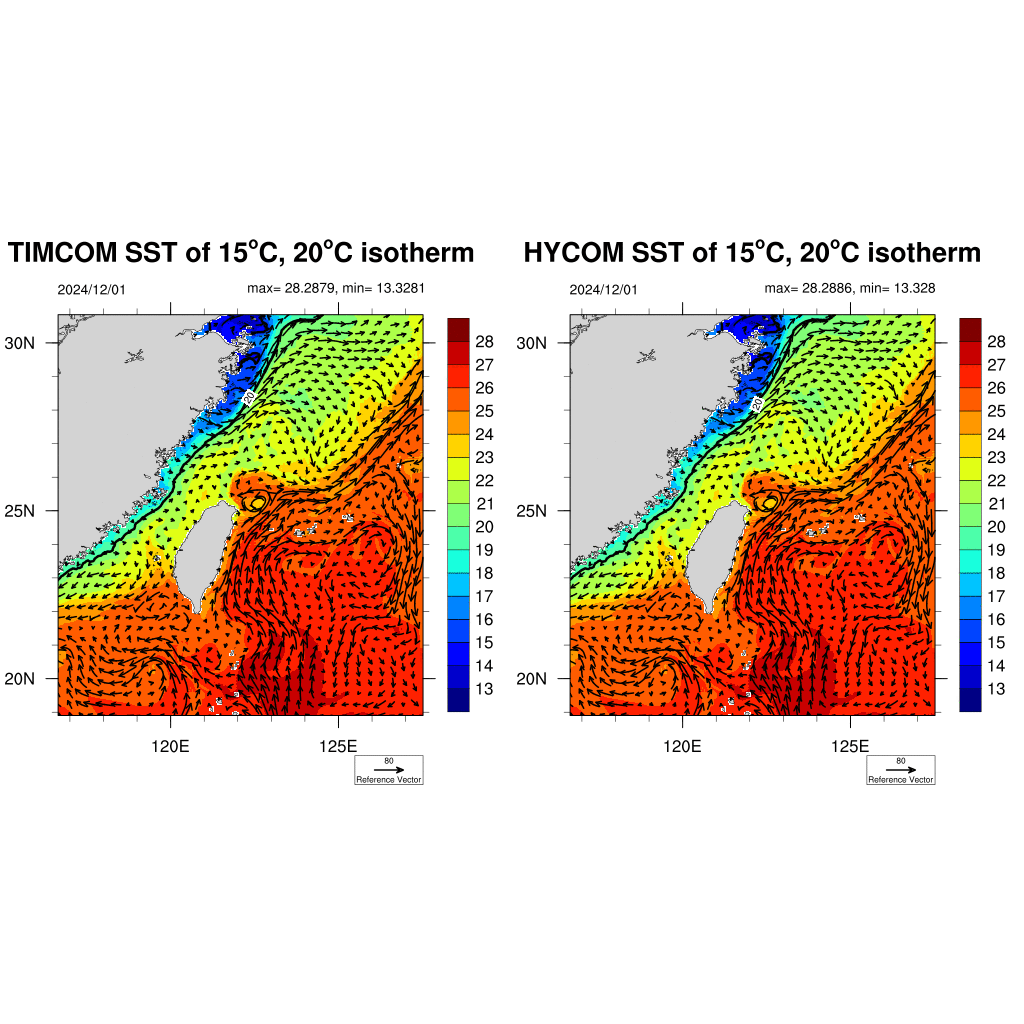 TIMCOM SST of 15°C, 20°C isotherm
2024/12/01
max= 28.2879, min= 13.3281
30N
25N
20N
120E
125E
20
28
27
26
25
24
23
22
21
20
19
18
17
16
15
14
13
80
Reference Vector
HYCOM SST of 15°C, 20°C isotherm
2024/12/01
max= 28.2886, min= 13.328
30N
25N
20N
120E
125E
20
28
27
26
25
24
23
22
21
20
19
18
17
16
15
14
13
80
Reference Vector